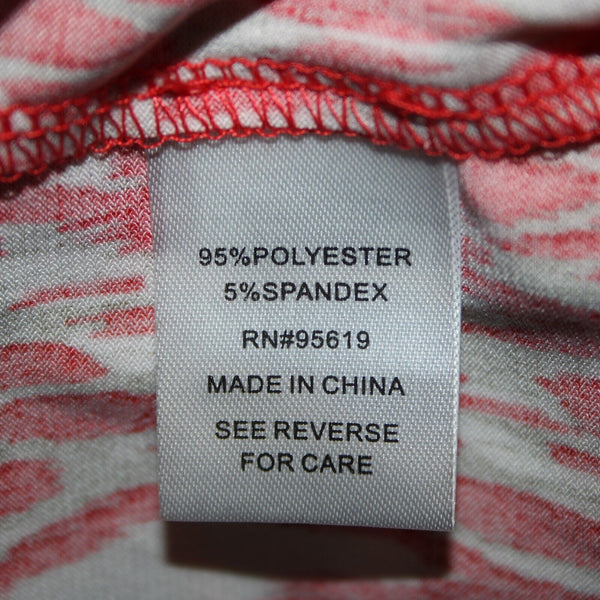 95%POLYESTER
5%SPANDEX
RN#95619
MADE IN CHINA
SEE REVERSE
FOR CARE